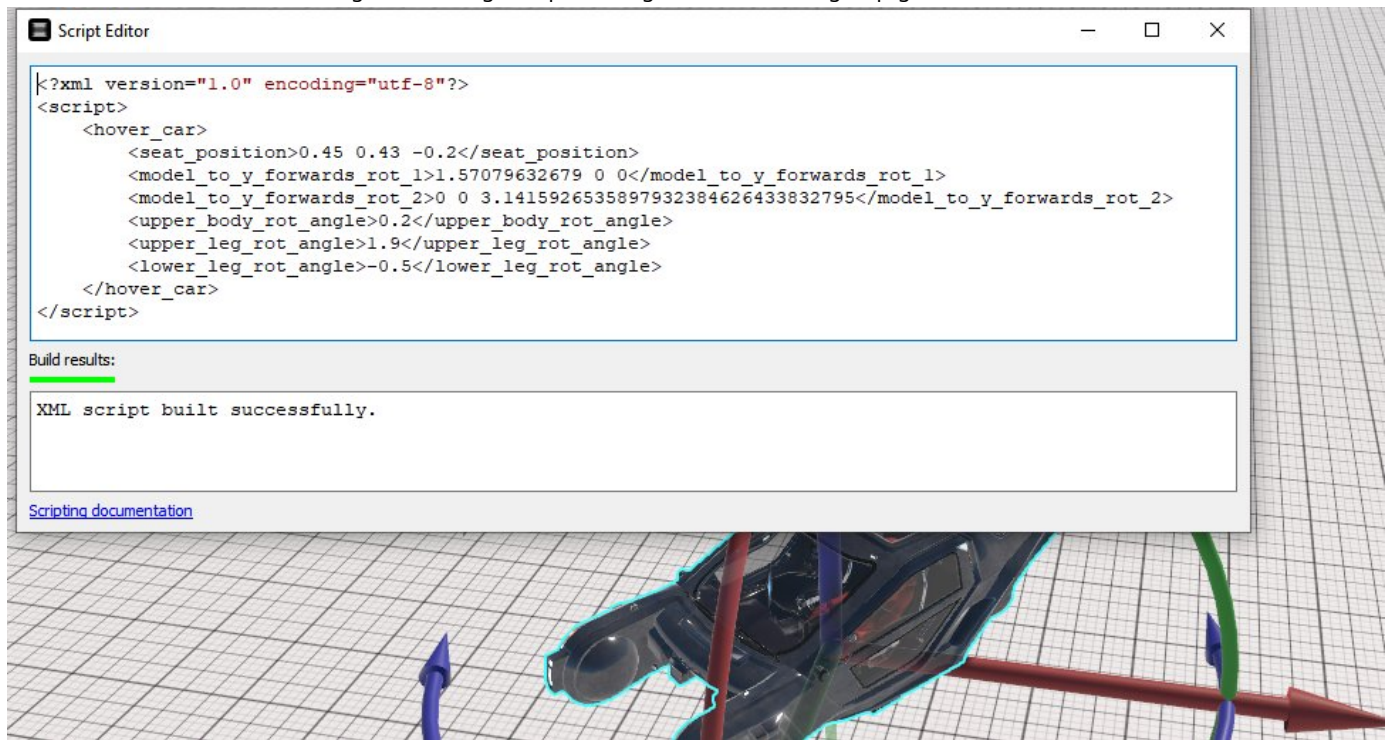 Script Editor
<?xml version="1.0" encoding="utf-8"?>
<script>
    <hover_car>
        <seat_position>0.45 0.43 -0.2</seat_position>
        <model_to_y_forwards_rot_1>1.57079632679 0 0</model_to_y_forwards_rot_1>
        <model_to_y_forwards_rot_2>0 0 3.1415926535897932384626433832795</model_to_y_forwards_rot_2>
        <upper_body_rot_angle>0.2</upper_body_rot_angle>
        <upper_leg_rot_angle>1.9</upper_leg_rot_angle>
        <lower_leg_rot_angle>-0.5</lower_leg_rot_angle>
    </hover_car>
</script>
Build results:
XML script built successfully.
Scripting documentation